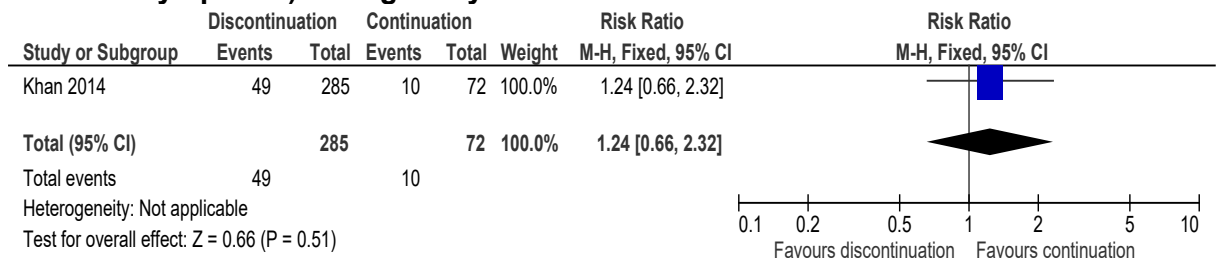 Discontinuation Continuation Risk Ratio Risk Ratio
Study or Subgroup Events Total Events Total Weight M-H, Fixed, 95% CI M-H, Fixed, 95% CI
Khan 2014 49 285 10 72 100.0% 1.24 [0.66, 2.32]
Total (95% CI) 285 72 100.0% 1.24 [0.66, 2.32]
Total events 49 10
Heterogeneity: Not applicable
Test for overall effect: Z = 0.66 (P = 0.51)
0.1 0.2 0.5 1 2 5 10
Favours discontinuation Favours continuation